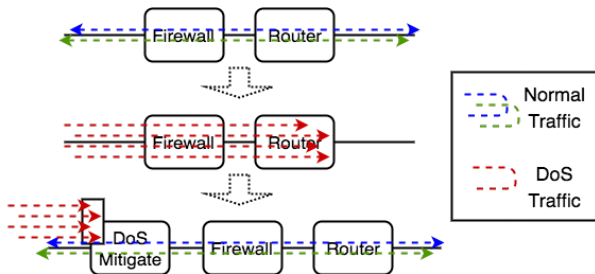 Firewall
Router
Firewall
Router
DoS
Mitigate
Firewall
Router
Normal
Traffic
DoS
Traffic